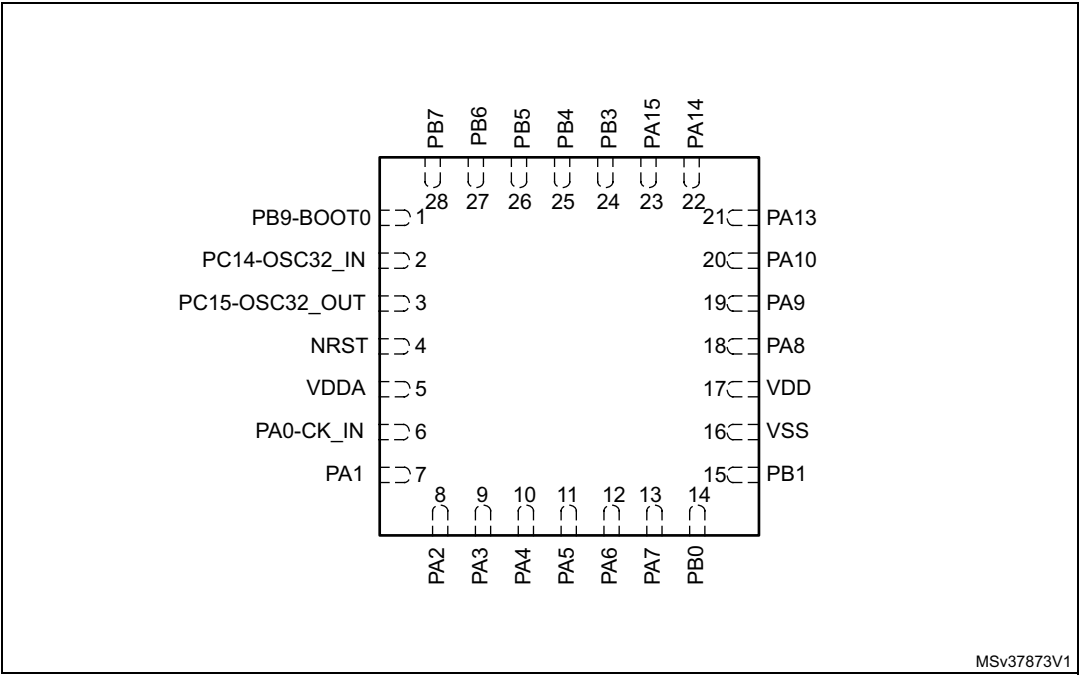 PB7 PB6 PB5 PB4 PB3 PA15 PA14
28 27 26 25 24 23 22
PB9-BOOT0 1 21 PA13
PC14-OSC32_IN 2 20 PA10
PC15-OSC32_OUT 3 19 PA9
NRST 4 18 PA8
VDDA 5 17 VDD
PA0-CK_IN 6 16 VSS
PA1 7 15 PB1
8 9 10 11 12 13 14
PA2 PA3 PA4 PA5 PA6 PA7 PB0
MSv37873V1